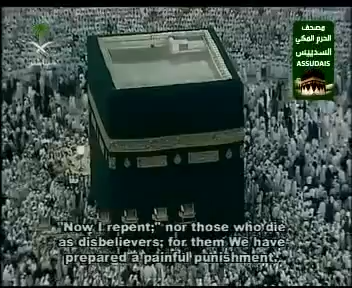 مصحف
الحرم المكي
السديس
ASSUDAIS
مباشر
"Now I repent;" nor those who die
as disbelievers; for them We have
prepared a painful punishment.